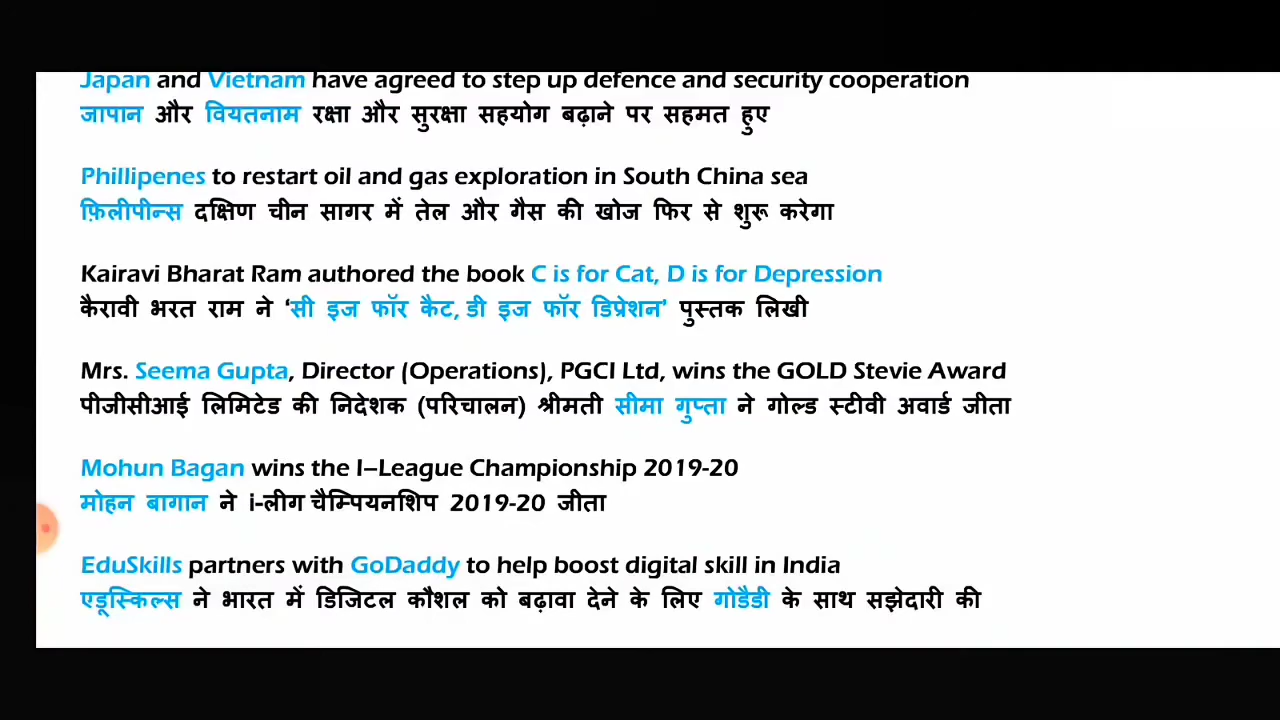 Japan and Vietnam have agreed to step up defence and security cooperation
जापान और वियतनाम रक्षा और सुरक्षा सहयोग बढ़ाने पर सहमत हुए
Phillipenes to restart oil and gas exploration in South China sea
फ़िलीपीन्स दक्षिण चीन सागर में तेल और गैस की खोज फिर से शुरू करेगा
Kairavi Bharat Ram authored the book C is for Cat, D is for Depression
कैरावी भरत राम ने ‘सी इज फॉर कैट, डी इज फॉर डिप्रेशन’ पुस्तक लिखी
Mrs. Seema Gupta, Director (Operations), PGCI Ltd, wins the GOLD Stevie Award
पीजीसीआई लिमिटेड की निदेशक (परिचालन) श्रीमती सीमा गुप्ता ने गोल्ड स्टीवी अवार्ड जीता
Mohun Bagan wins the I–League Championship 2019-20
मोहन बागान ने i-लीग चैम्पियनशिप 2019-20 जीता
EduSkills partners with GoDaddy to help boost digital skill in India
एडूस्किल्स ने भारत में डिजिटल कौशल को बढ़ावा देने के लिए गोडैडी के साथ सझेदारी की